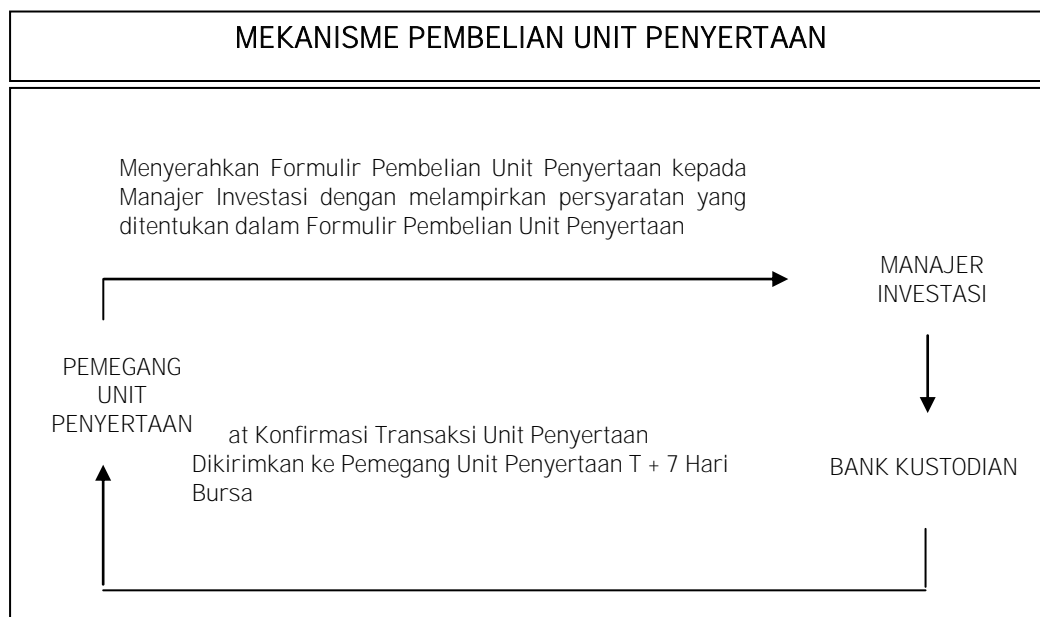 MEKANISME PEMBELIAN UNIT PENYERTAAN
Menyerahkan Formulir Pembelian Unit Penyertaan kepada
Manajer Investasi dengan melampirkan persyaratan yang
ditentukan dalam Formulir Pembelian Unit Penyertaan
MANAJER
INVESTASI
PEMEGANG
UNIT
PENYERTAAN
at Konfirmasi Transaksi Unit Penyertaan
Dikirimkan ke Pemegang Unit Penyertaan T + 7 Hari
Bursa
BANK KUSTODIAN